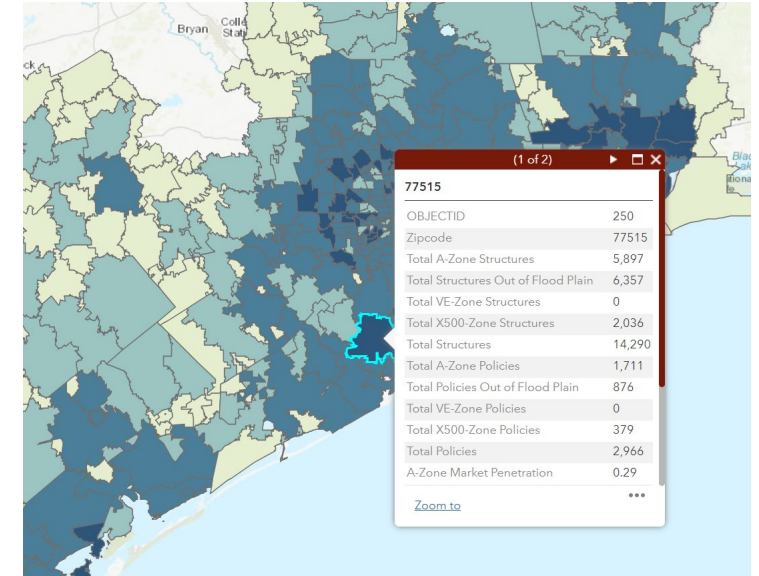 Bryan
Colle
Stati
ck
(1 of 2)
77515
OBJECTID 250
Zipcode 77515
Total A-Zone Structures 5,897
Total Structures Out of Flood Plain 6,357
Total VE-Zone Structures 0
Total X500-Zone Structures 2,036
Total Structures 14,290
Total A-Zone Policies 1,711
Total Policies Out of Flood Plain 876
Total VE-Zone Policies 0
Total X500-Zone Policies 379
Total Policies 2,966
A-Zone Market Penetration 0.29
Zoom to